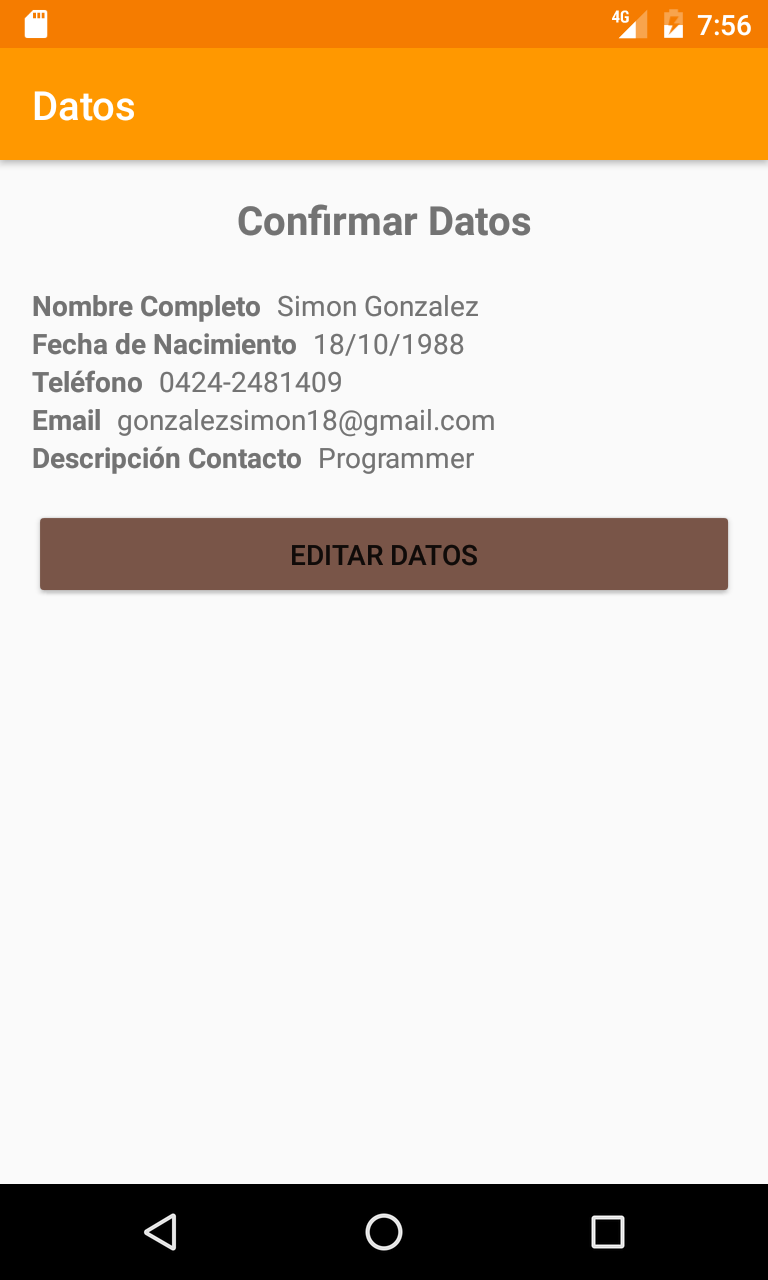 4G 7:56
Datos
Confirmar Datos
Nombre Completo Simon Gonzalez
Fecha de Nacimiento 18/10/1988
Teléfono 0424-2481409
Email gonzalezsimon18@gmail.com
Descripción Contacto Programmer
EDITAR DATOS